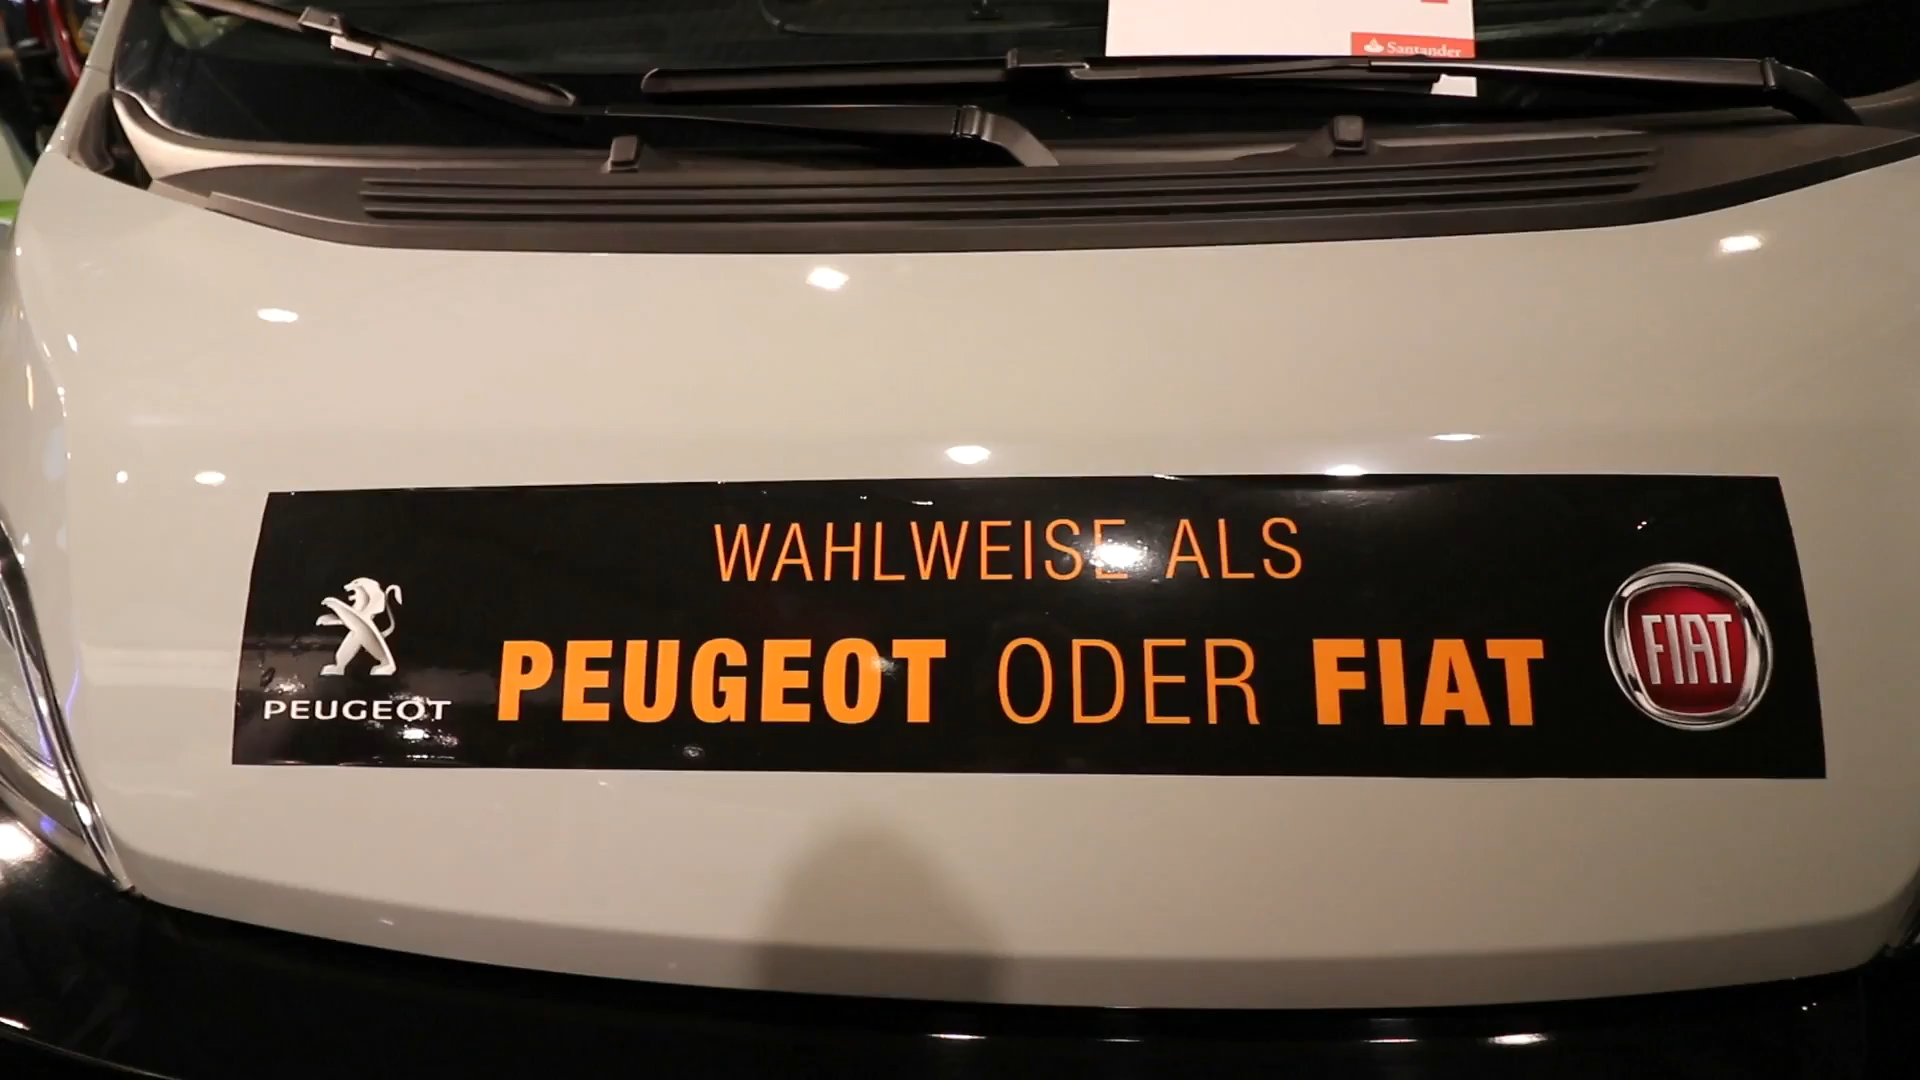 Santander
WAHLWEISE ALS
PEUGEOT ODER FIAT
PEUGEOT
FIAT